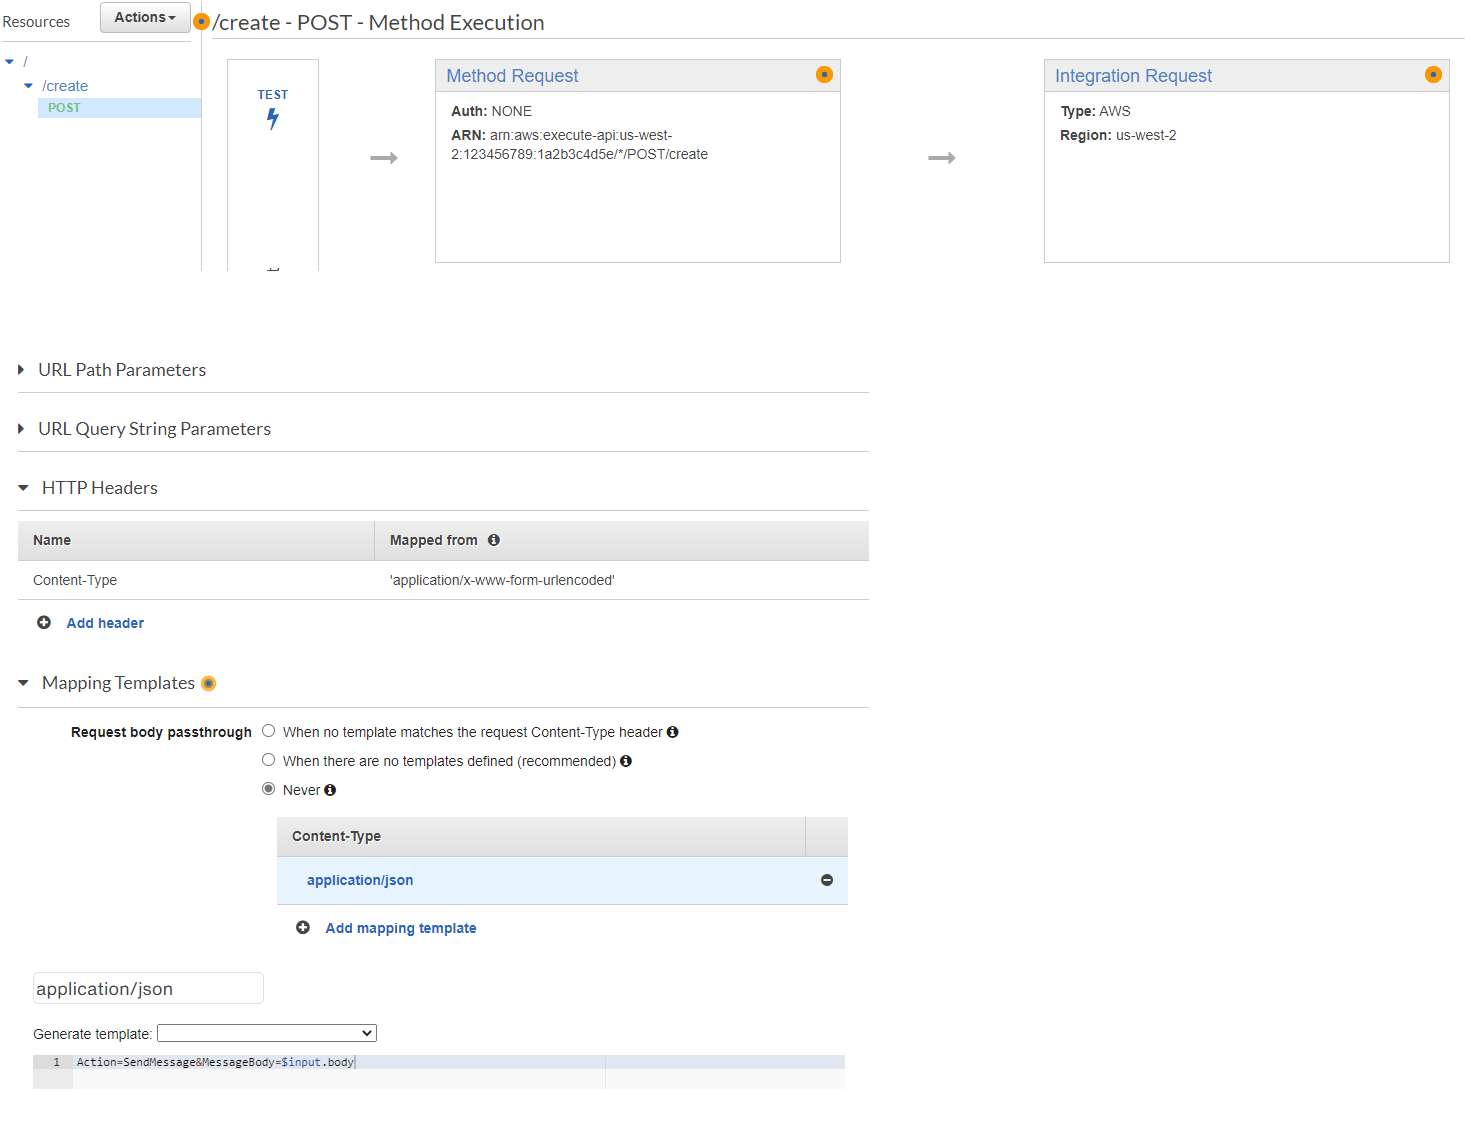 Resources
Actions
/create - POST - Method Execution
/
/create
POST
TEST
Method Request
Auth: NONE
ARN: arn:aws:execute-api:us-west-
2:123456789:1a2b3c4d5e/*/POST/create
Integration Request
Type: AWS
Region: us-west-2
URL Path Parameters
URL Query String Parameters
HTTP Headers
Name Mapped from
Content-Type 'application/x-www-form-urlencoded'
Add header
Mapping Templates
Request body passthrough When no template matches the request Content-Type header
When there are no templates defined (recommended)
Never
Content-Type
application/json
Add mapping template
application/json
Generate template:
1 Action=SendMessage&MessageBody=$input.body